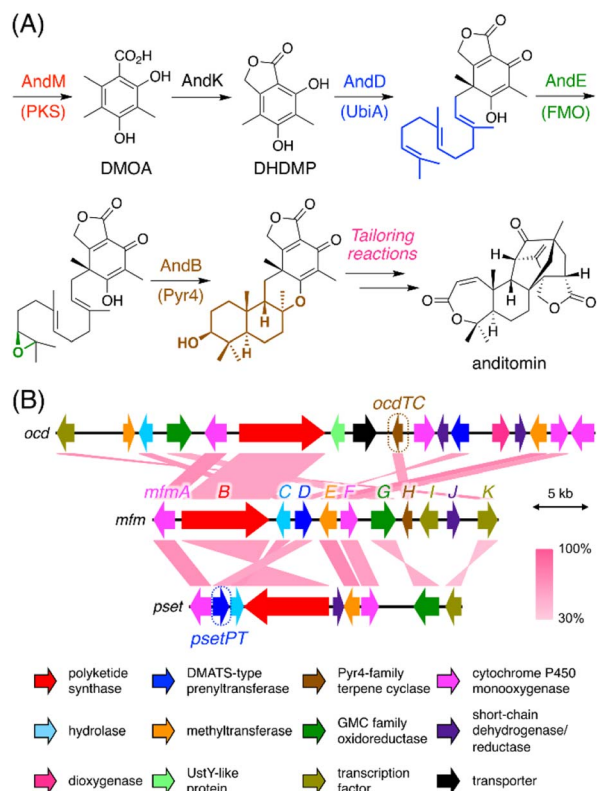 (A)
CO₂H
OH
OH
DMOA
AndM
(PKS)
AndK
O
O
OH
OH
DHDMP
AndD
(UbiA)
O
O
O
OH
AndE
(FMO)
O
O
O
OH
O
AndB
(Pyr4)
O
O
O
O
H
H
HO
Tailoring
reactions
O
O
O
H
H
H
O
O
anditomin
(B)
ocdTC
ocd
mfmA B C D E F G H I J K
mfm
5 kb
100%
30%
pset
psetPT
polyketide
synthase
DMATS-type
prenyltransferase
Pyr4-family
terpene cyclase
cytochrome P450
monooxygenase
hydrolase
methyltransferase
GMC family
oxidoreductase
short-chain
dehydrogenase/
reductase
dioxygenase
UstY-like
protein
transcription
factor
transporter